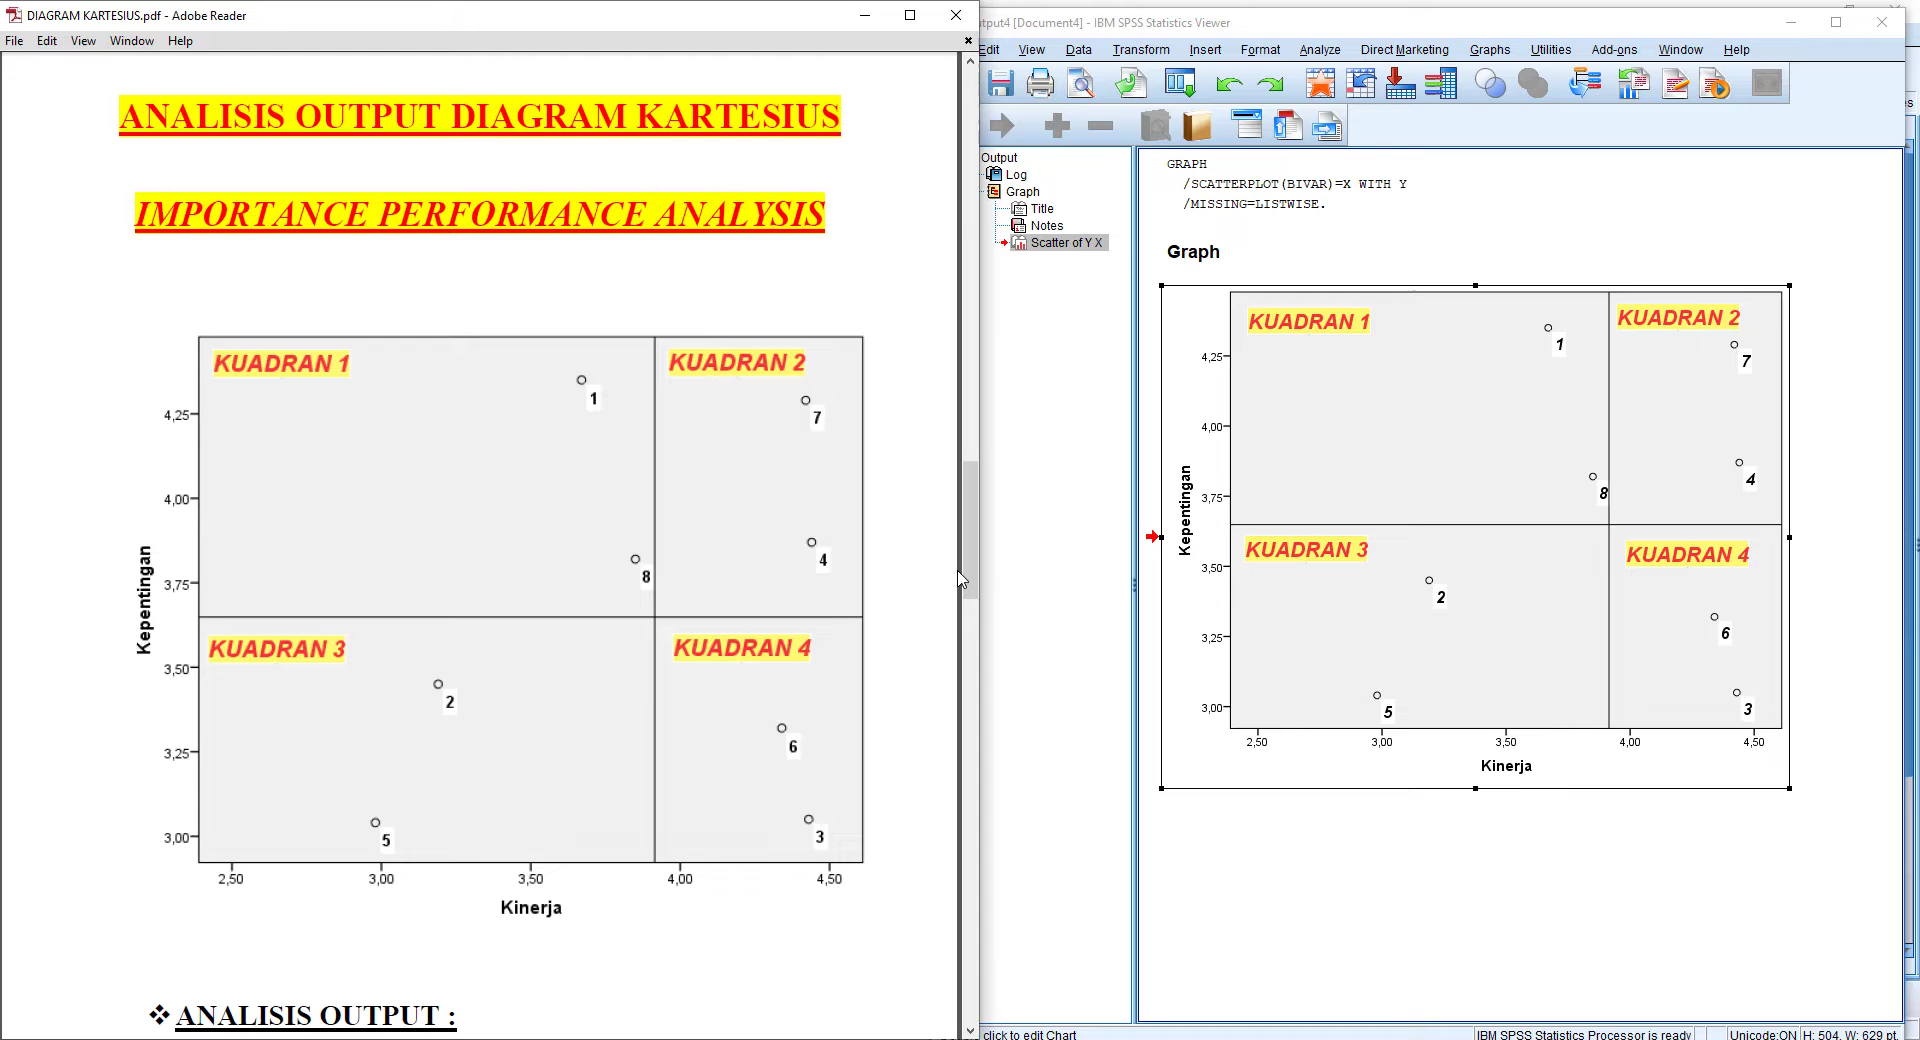 DIAGRAM KARTESIUS.pdf - Adobe Reader
File Edit View Window Help
ANALISIS OUTPUT DIAGRAM KARTESIUS
IMPORTANCE PERFORMANCE ANALYSIS
KUADRAN 1
KUADRAN 2
1
7
4,25
4,00
4
8
3,75
Kepentingan
KUADRAN 3
KUADRAN 4
3,50
2
6
3,25
5
3
3,00
2,50 3,00 3,50 4,00 4,50
Kinerja
❖ ANALISIS OUTPUT :
[Document4] - IBM SPSS Statistics Viewer
Edit View Data Transform Insert Format Analyze Direct Marketing Graphs Utilities Add-ons Window Help
Output
Log
Graph
Title
Notes
Scatter of Y X
GRAPH
/SCATTERPLOT(BIVAR)=X WITH Y
/MISSING=LISTWISE.
Graph
KUADRAN 1
KUADRAN 2
1
7
4,25
4,00
4
8
3,75
Kepentingan
KUADRAN 3
KUADRAN 4
3,50
2
6
3,25
5
3
3,00
2,50 3,00 3,50 4,00 4,50
Kinerja
click to edit Chart
IBM SPSS Statistics Processor is ready
Unicode:ON H: 504, W: 629 pt.